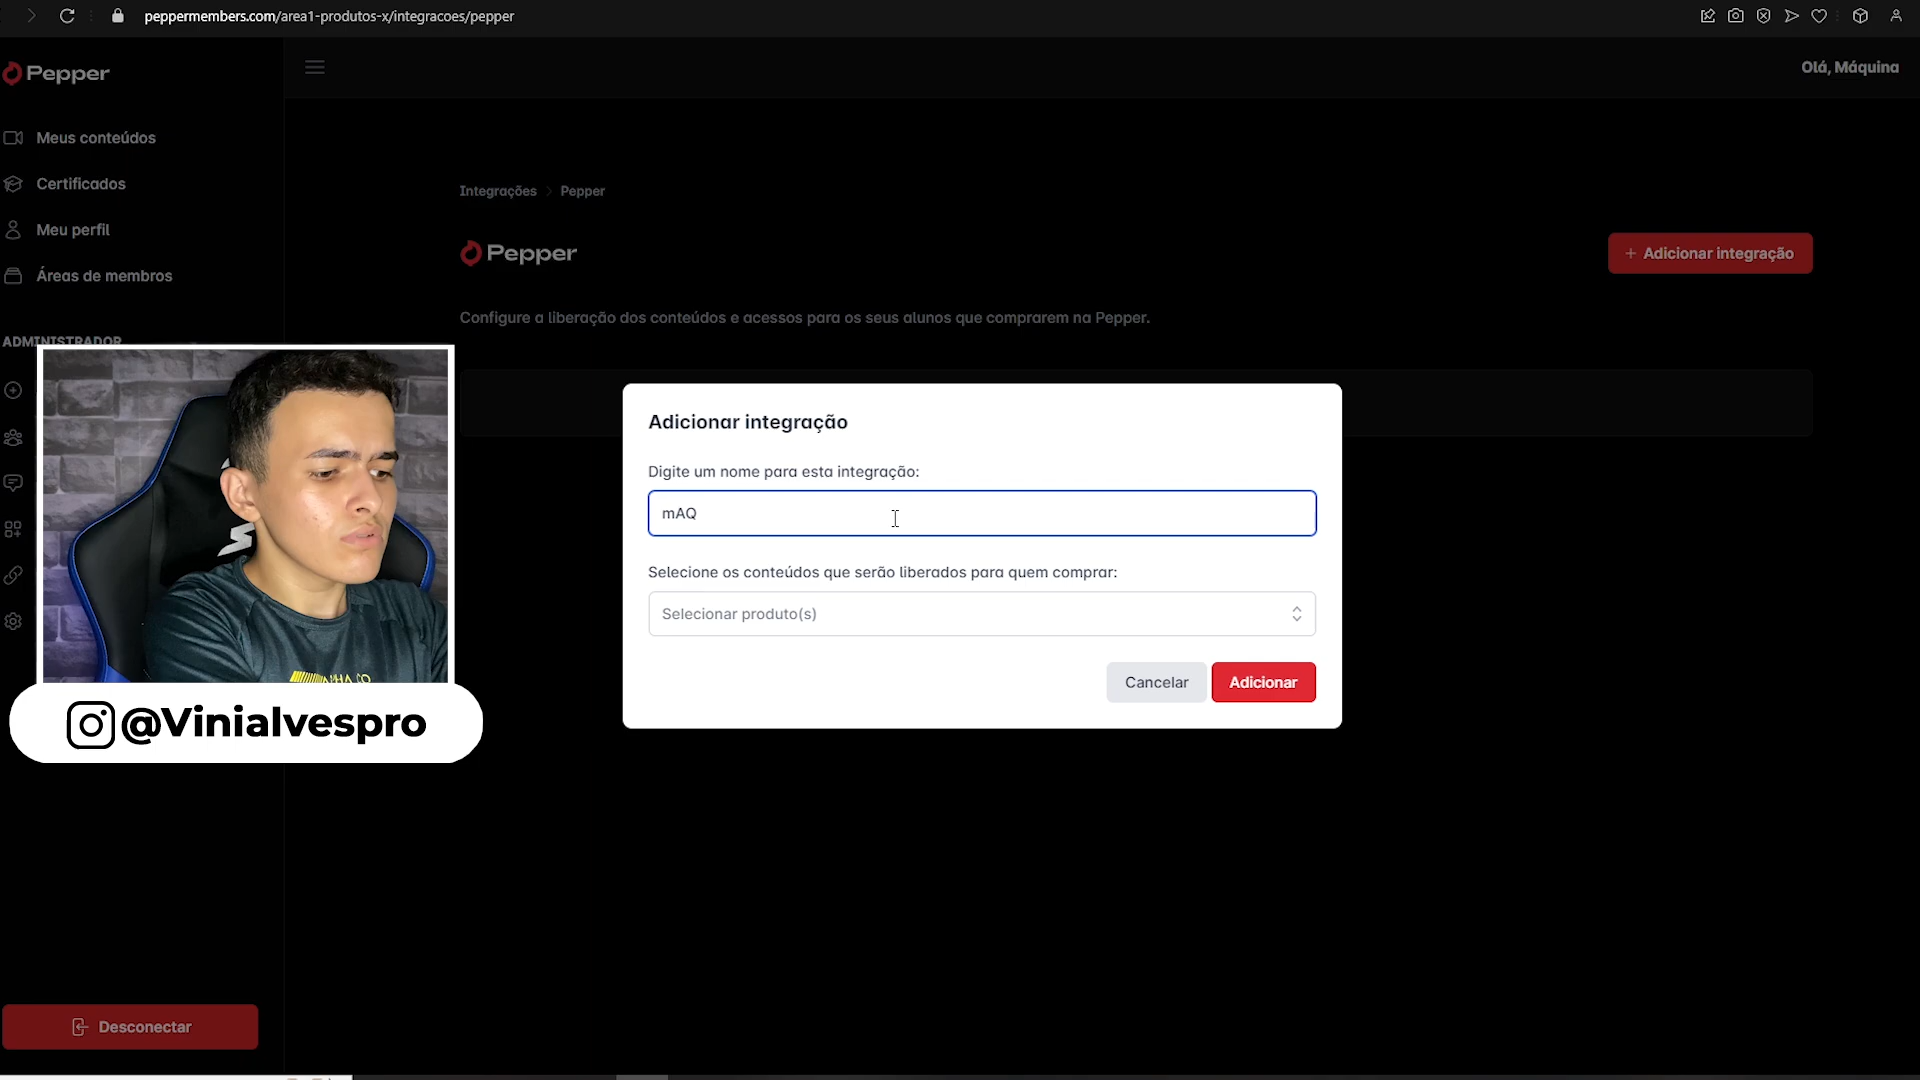 peppermembers.com/area1-produtos-x/integracoes/pepper
Pepper
Olá, Máquina
Meus conteúdos
Certificados
Meu perfil
Áreas de membros
ADMINISTRADOR
Integrações > Pepper
Pepper
+ Adicionar integração
Configure a liberação dos conteúdos e acessos para os seus alunos que comprarem na Pepper.
Adicionar integração
Digite um nome para esta integração:
mAQ
Selecione os conteúdos que serão liberados para quem comprar:
Selecionar produto(s)
Cancelar
Adicionar
@Vinialvespro
Desconectar